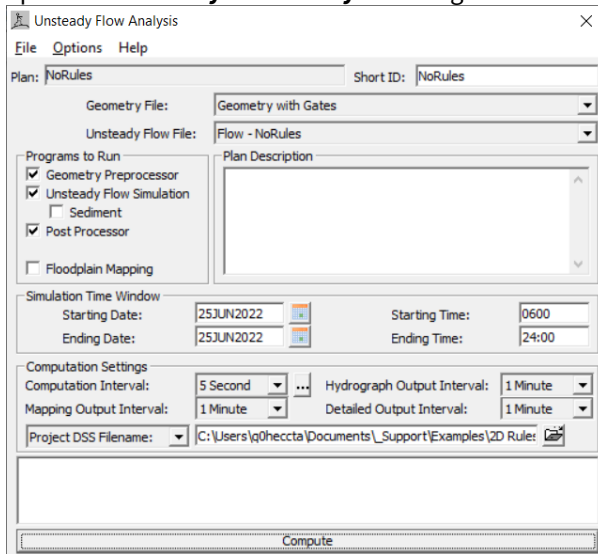 Unsteady Flow Analysis
File Options Help
Plan: NoRules Short ID: NoRules
Geometry File: Geometry with Gates
Unsteady Flow File: Flow - NoRules
Programs to Run Plan Description
Geometry Preprocessor
Unsteady Flow Simulation
Sediment
Post Processor
Floodplain Mapping
Simulation Time Window
Starting Date: 25JUN2022 Starting Time: 0600
Ending Date: 25JUN2022 Ending Time: 24:00
Computation Settings
Computation Interval: 5 Second ... Hydrograph Output Interval: 1 Minute
Mapping Output Interval: 1 Minute Detailed Output Interval: 1 Minute
Project DSS Filename: C:\Users\q0heccta\Documents\_Support\Examples\2D Rules
Compute